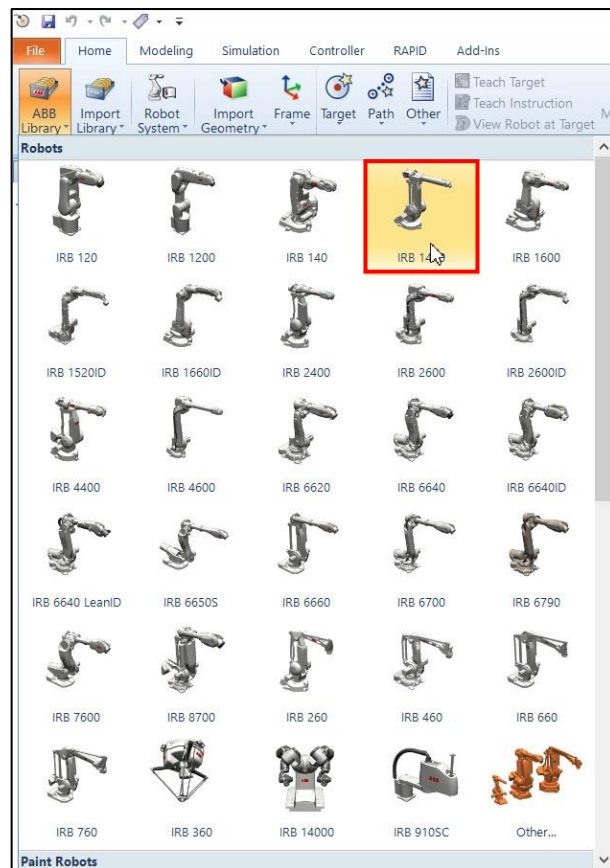 File Home Modeling Simulation Controller RAPID Add-Ins
ABB Library Import Library Robot System Import Geometry Frame Target Path Other
Teach Target
Teach Instruction
View Robot at Target
Robots
IRB 120 IRB 1200 IRB 140 IRB IRB 1600
IRB 1520ID IRB 1660ID IRB 2400 IRB 2600 IRB 2600ID
IRB 4400 IRB 4600 IRB 6620 IRB 6640 IRB 6640ID
IRB 6640 LeanID IRB 6650S IRB 6660 IRB 6700 IRB 6790
IRB 7600 IRB 8700 IRB 260 IRB 460 IRB 660
IRB 760 IRB 360 IRB 14000 IRB 910SC Other...
Paint Robots